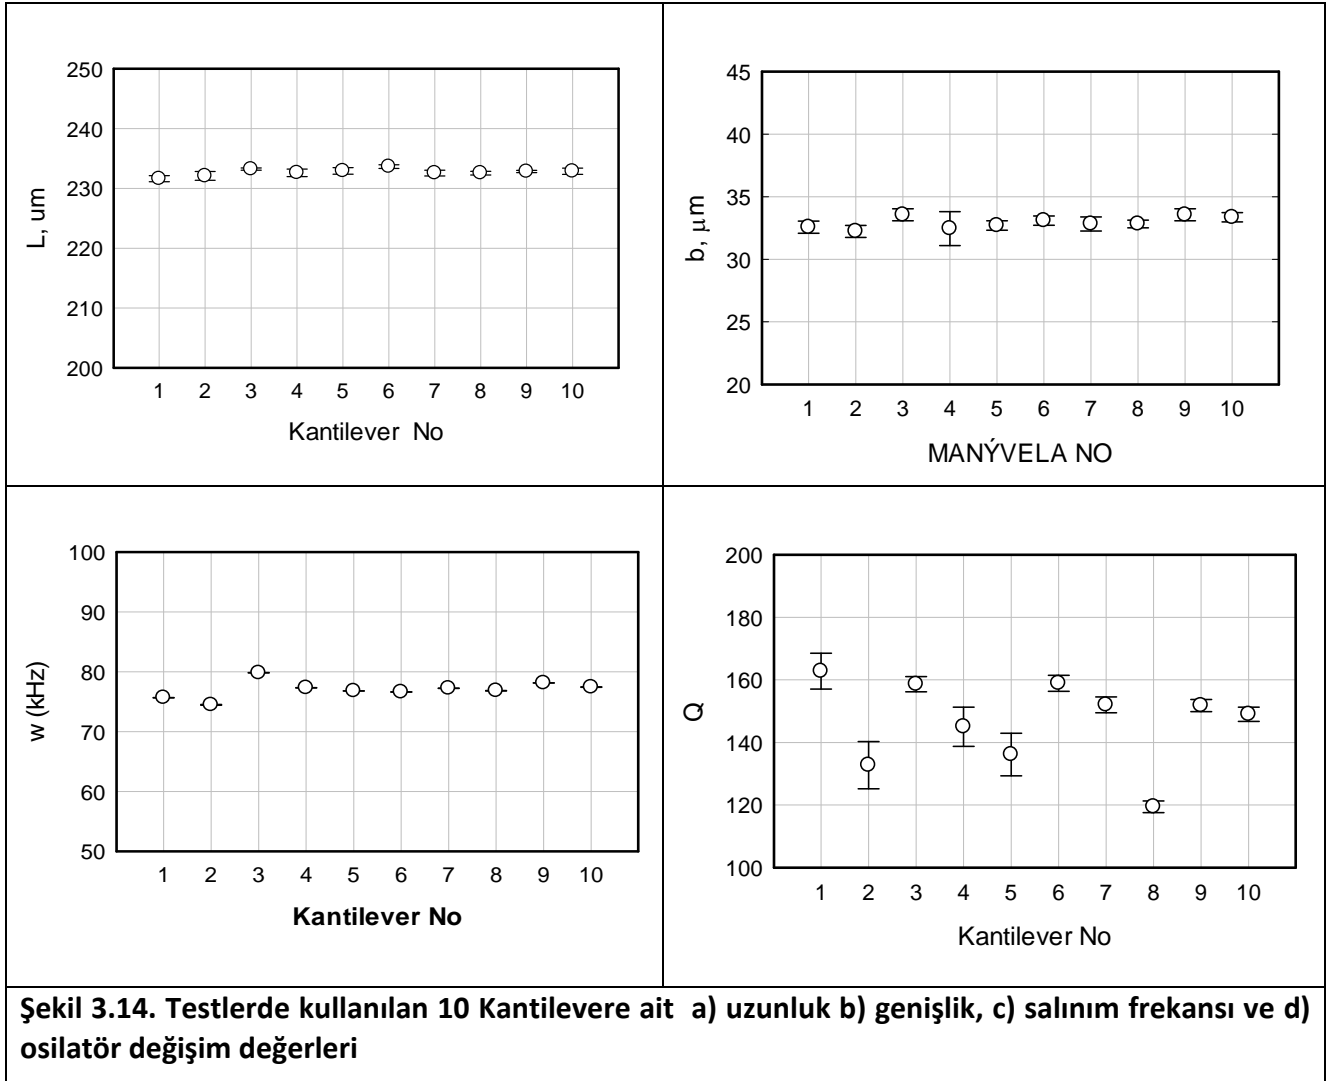 250
240
230
220
210
200
L, um
1 2 3 4 5 6 7 8 9 10
Kantilever No
45
40
35
30
25
20
b, μm
1 2 3 4 5 6 7 8 9 10
MANÝVELA NO
100
90
80
70
60
50
w (kHz)
1 2 3 4 5 6 7 8 9 10
Kantilever No
200
180
160
140
120
100
Q
1 2 3 4 5 6 7 8 9 10
Kantilever No
Şekil 3.14. Testlerde kullanılan 10 Kantilevere ait a) uzunluk b) genişlik, c) salınım frekansı ve d)
osilatör değişim değerleri